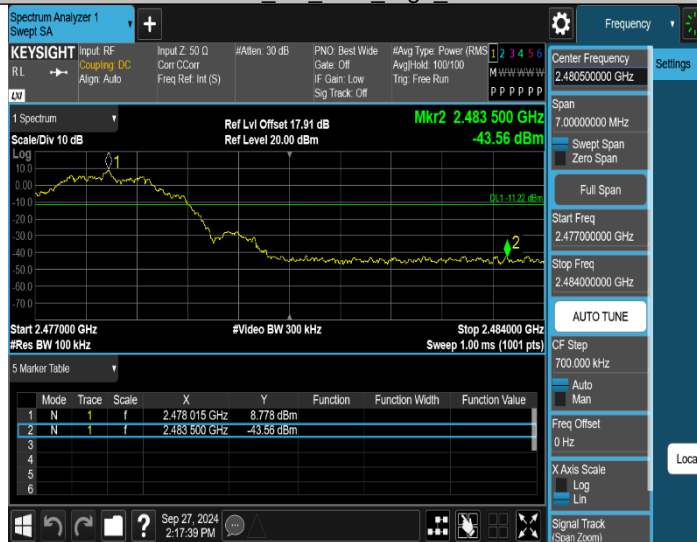 Spectrum Analyzer 1
Swept SA
+
Frequency
KEYSIGHT
RL
LXI
Input: RF
Coupling: DC
Align: Auto
Input Z: 50 Ω
Corr CCorr
Freq Ref: Int (S)
#Atten: 30 dB
PNO: Best Wide
Gate: Off
IF Gain: Low
Sig Track: Off
#Avg Type: Power (RMS
Avg|Hold: 100/100
Trig: Free Run
1 2 3 4 5 6
M W W W W W
P P P P P P
Center Frequency
2.480500000 GHz
Settings
Span
7.00000000 MHz
Swept Span
Zero Span
Full Span
Start Freq
2.477000000 GHz
Stop Freq
2.484000000 GHz
AUTO TUNE
CF Step
700.000 kHz
Auto
Man
Freq Offset
0 Hz
X Axis Scale
Log
Lin
Signal Track
(Span Zoom)
Loca
1 Spectrum
Scale/Div 10 dB
Ref Lvl Offset 17.91 dB
Ref Level 20.00 dBm
Mkr2 2.483 500 GHz
-43.56 dBm
Log
10.0
0.00
-10.0
-20.0
-30.0
-40.0
-50.0
-60.0
-70.0
1
DL1 -11.22 dBm
2
Start 2.47700 GHz
#Video BW 300 kHz
Stop 2.484000 GHz
#Res BW 100 kHz
Sweep 1.00 ms (1001 pts)
5 Marker Table
Mode Trace Scale X Y Function Function Width Function Value
1 N 1 f 2.478 015 GHz 8.778 dBm
2 N 1 f 2.483 500 GHz -43.56 dBm
3
4
5
6
?
Sep 27, 2024
2:17:39 PM